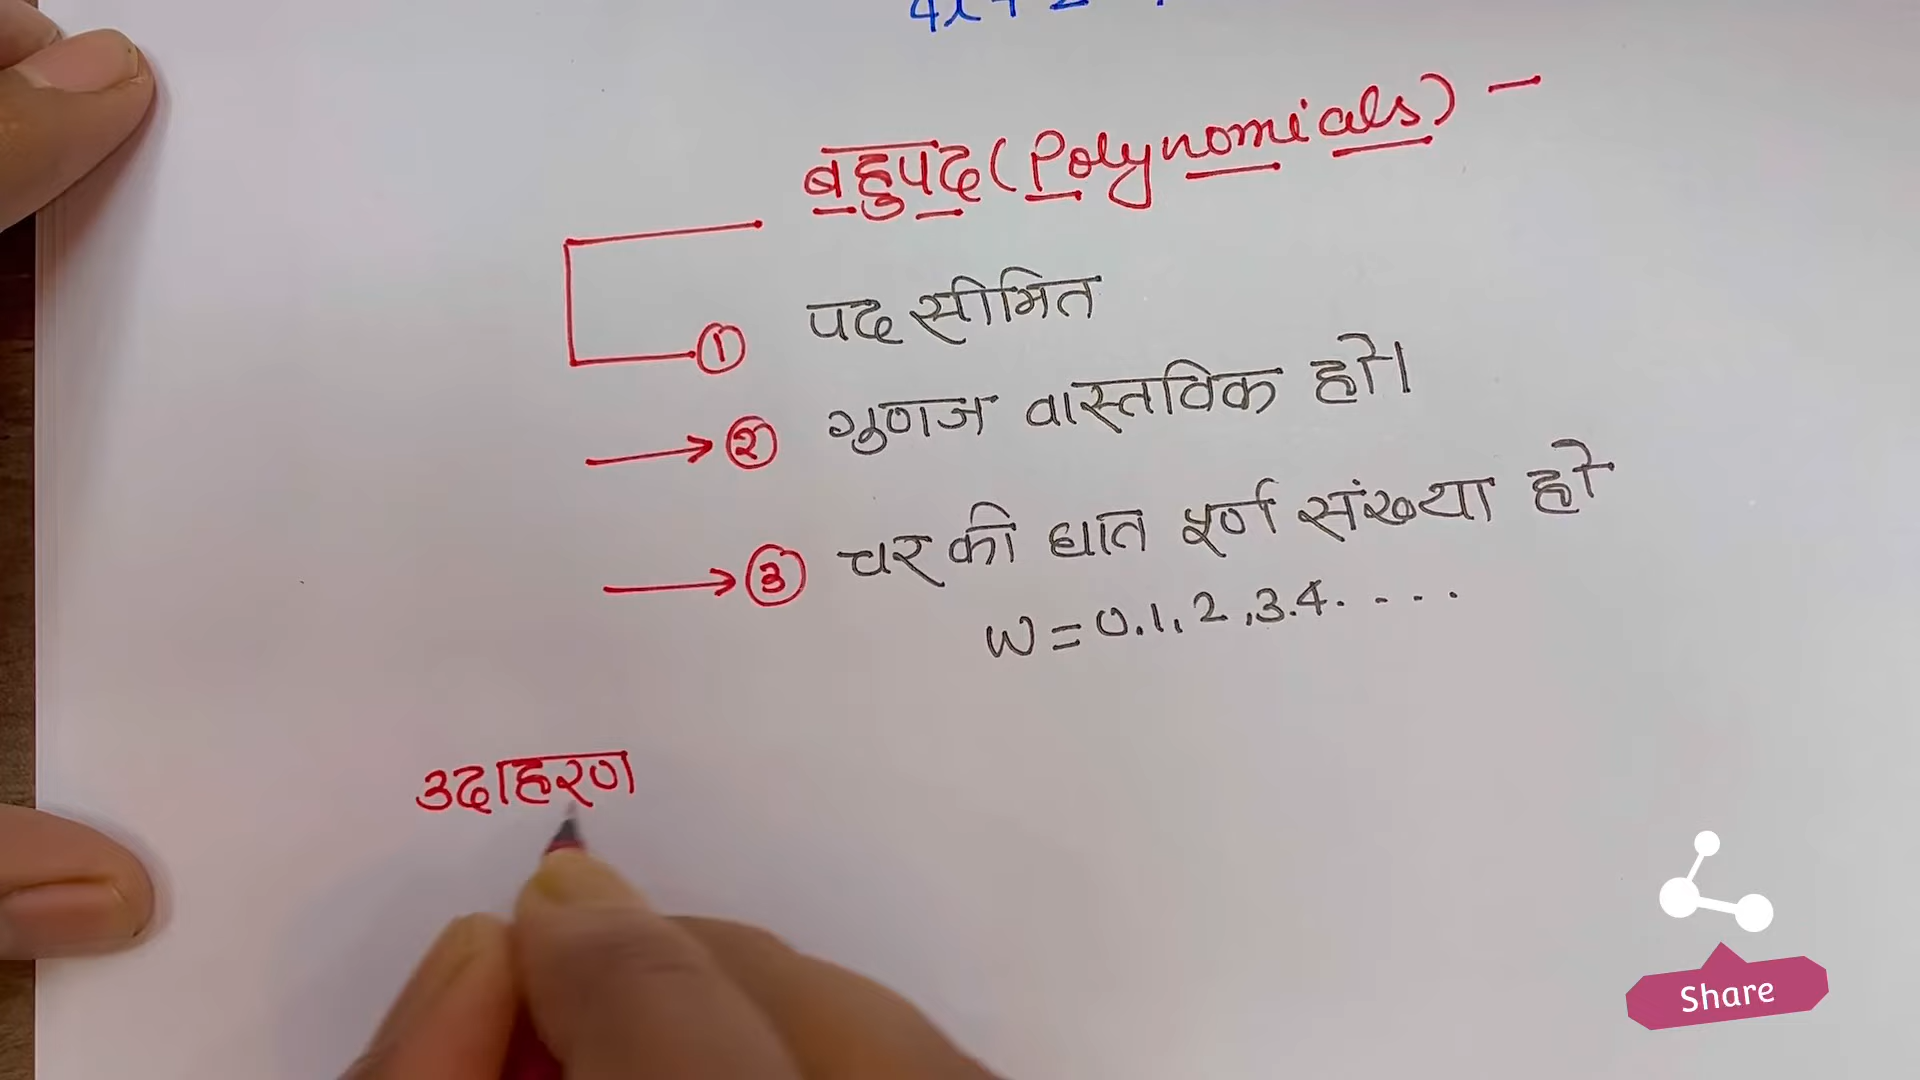 बहुपद (Polynomials) -
① पद सीमित
② गुणज वास्तविक हो।
③ चर की घात पूर्ण संख्या हो
W = 0.1, 2, 3.4. . . . .
उदाहरण
Share